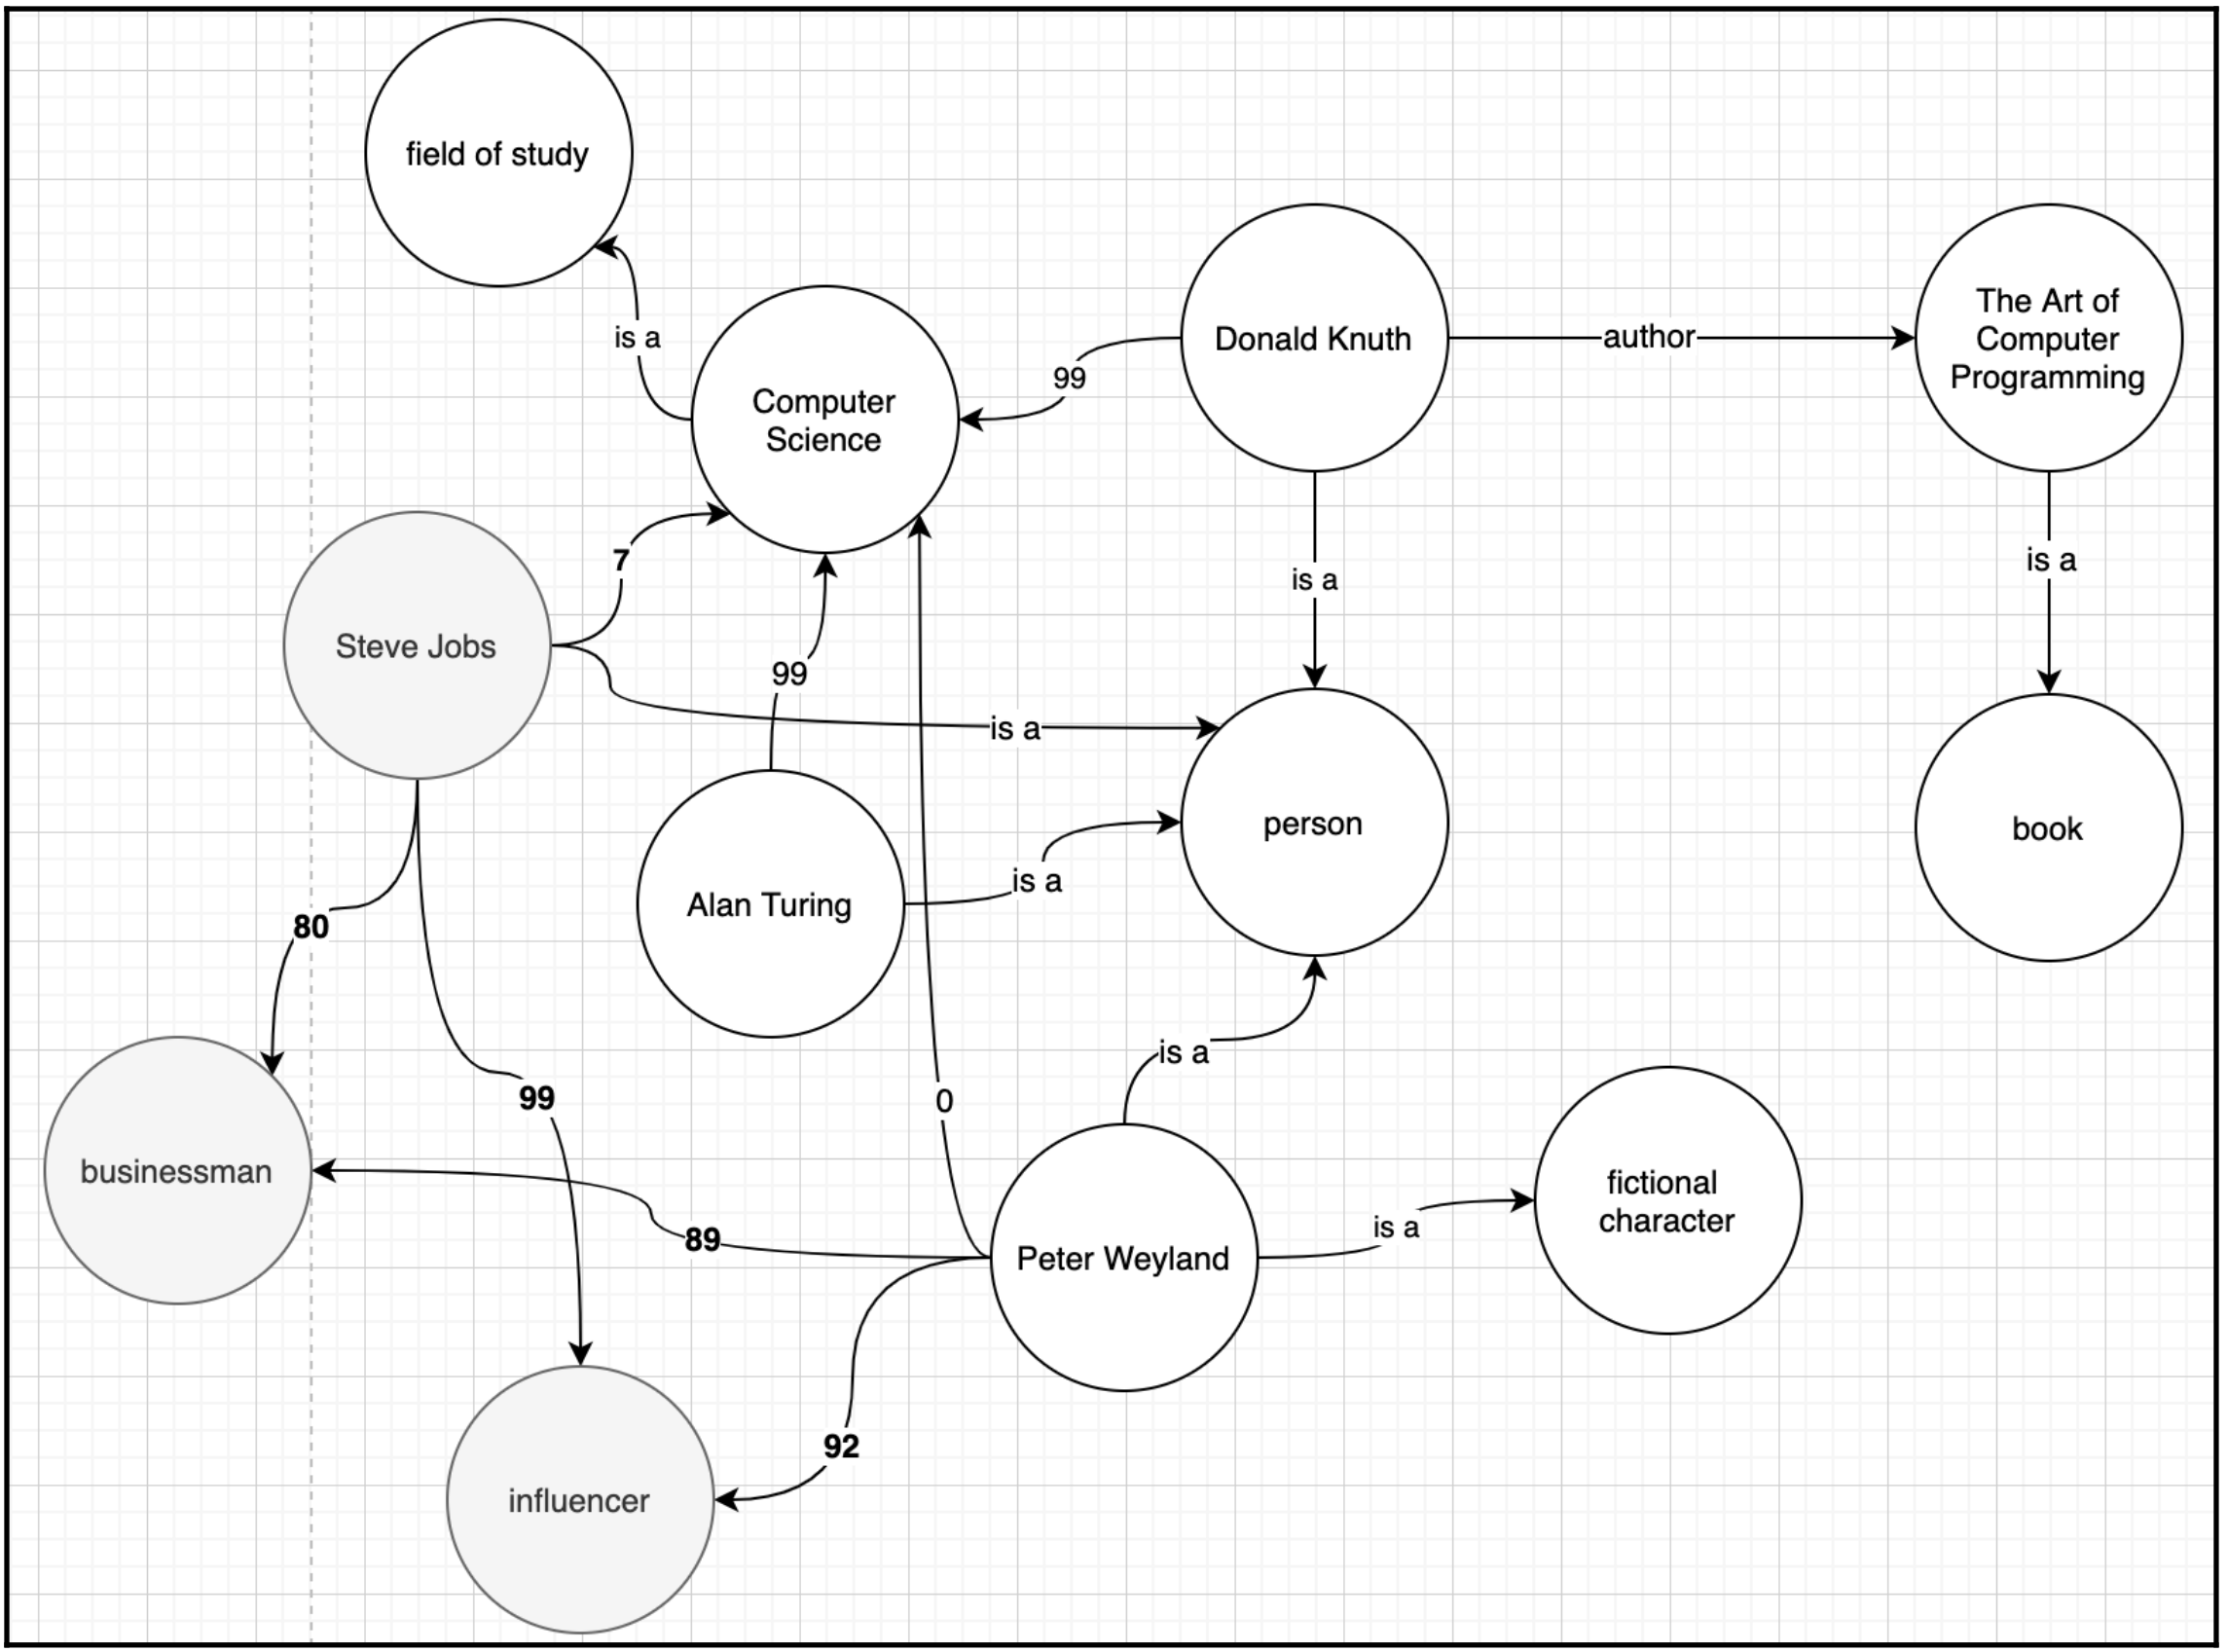 field of study
The Art of
Computer
Programming
Donald Knuth
author
is a
99
Computer
Science
7
is a
is a
Steve Jobs
99
is a
person
book
is a
Alan Turing
80
is a
99
0
businessman
fictional
character
is a
89
Peter Weyland
92
influencer